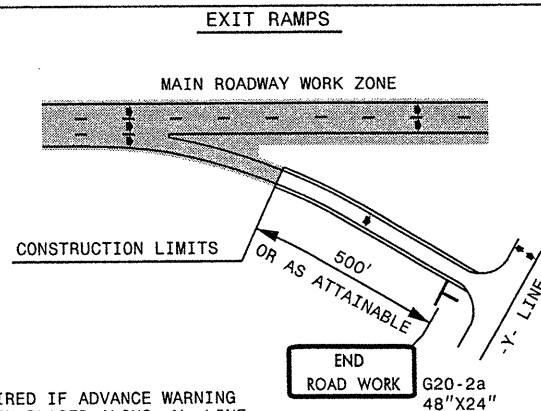 EXIT RAMPS
MAIN ROADWAY WORK ZONE
CONSTRUCTION LIMITS
500'
OR AS ATTAINABLE
-Y- LINE
END
ROAD WORK
G20-2a
48"X24"
IRED IF ADVANCE WARNING